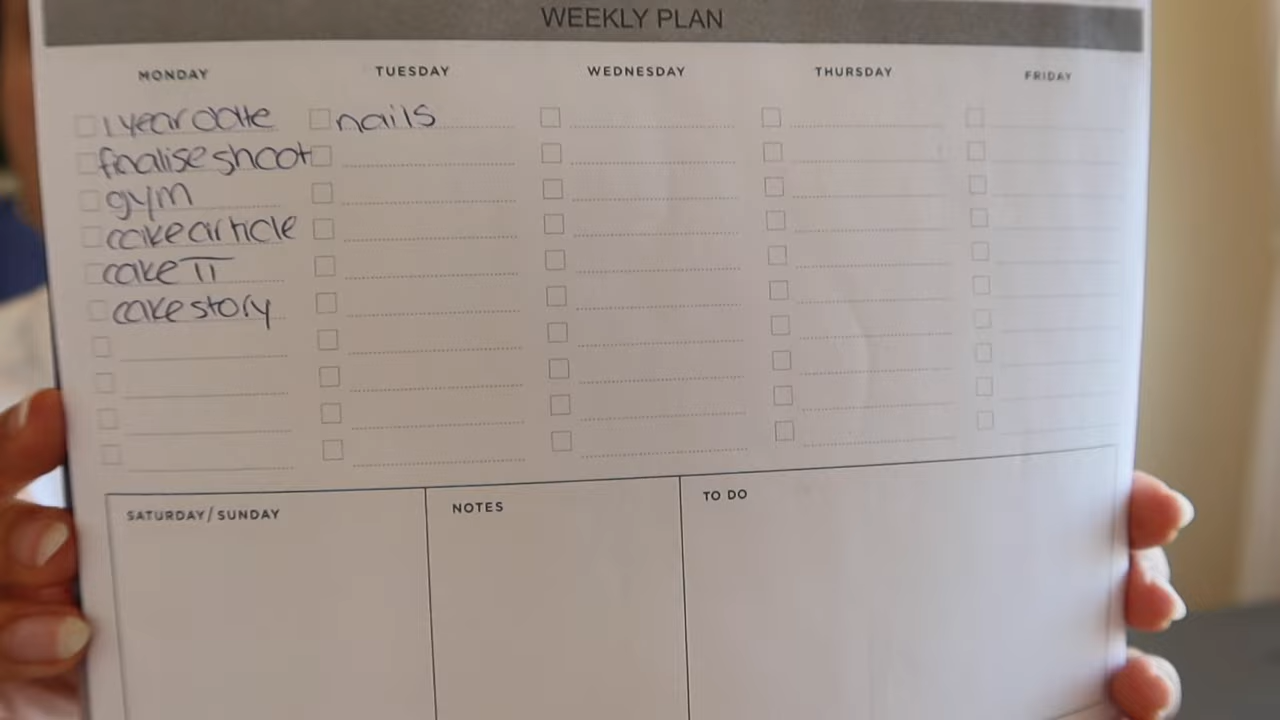 WEEKLY PLAN
MONDAY TUESDAY WEDNESDAY THURSDAY FRIDAY
1 year date nails
finalise shoot
gym
cake article
cake TT
cake story
SATURDAY/SUNDAY NOTES TO DO